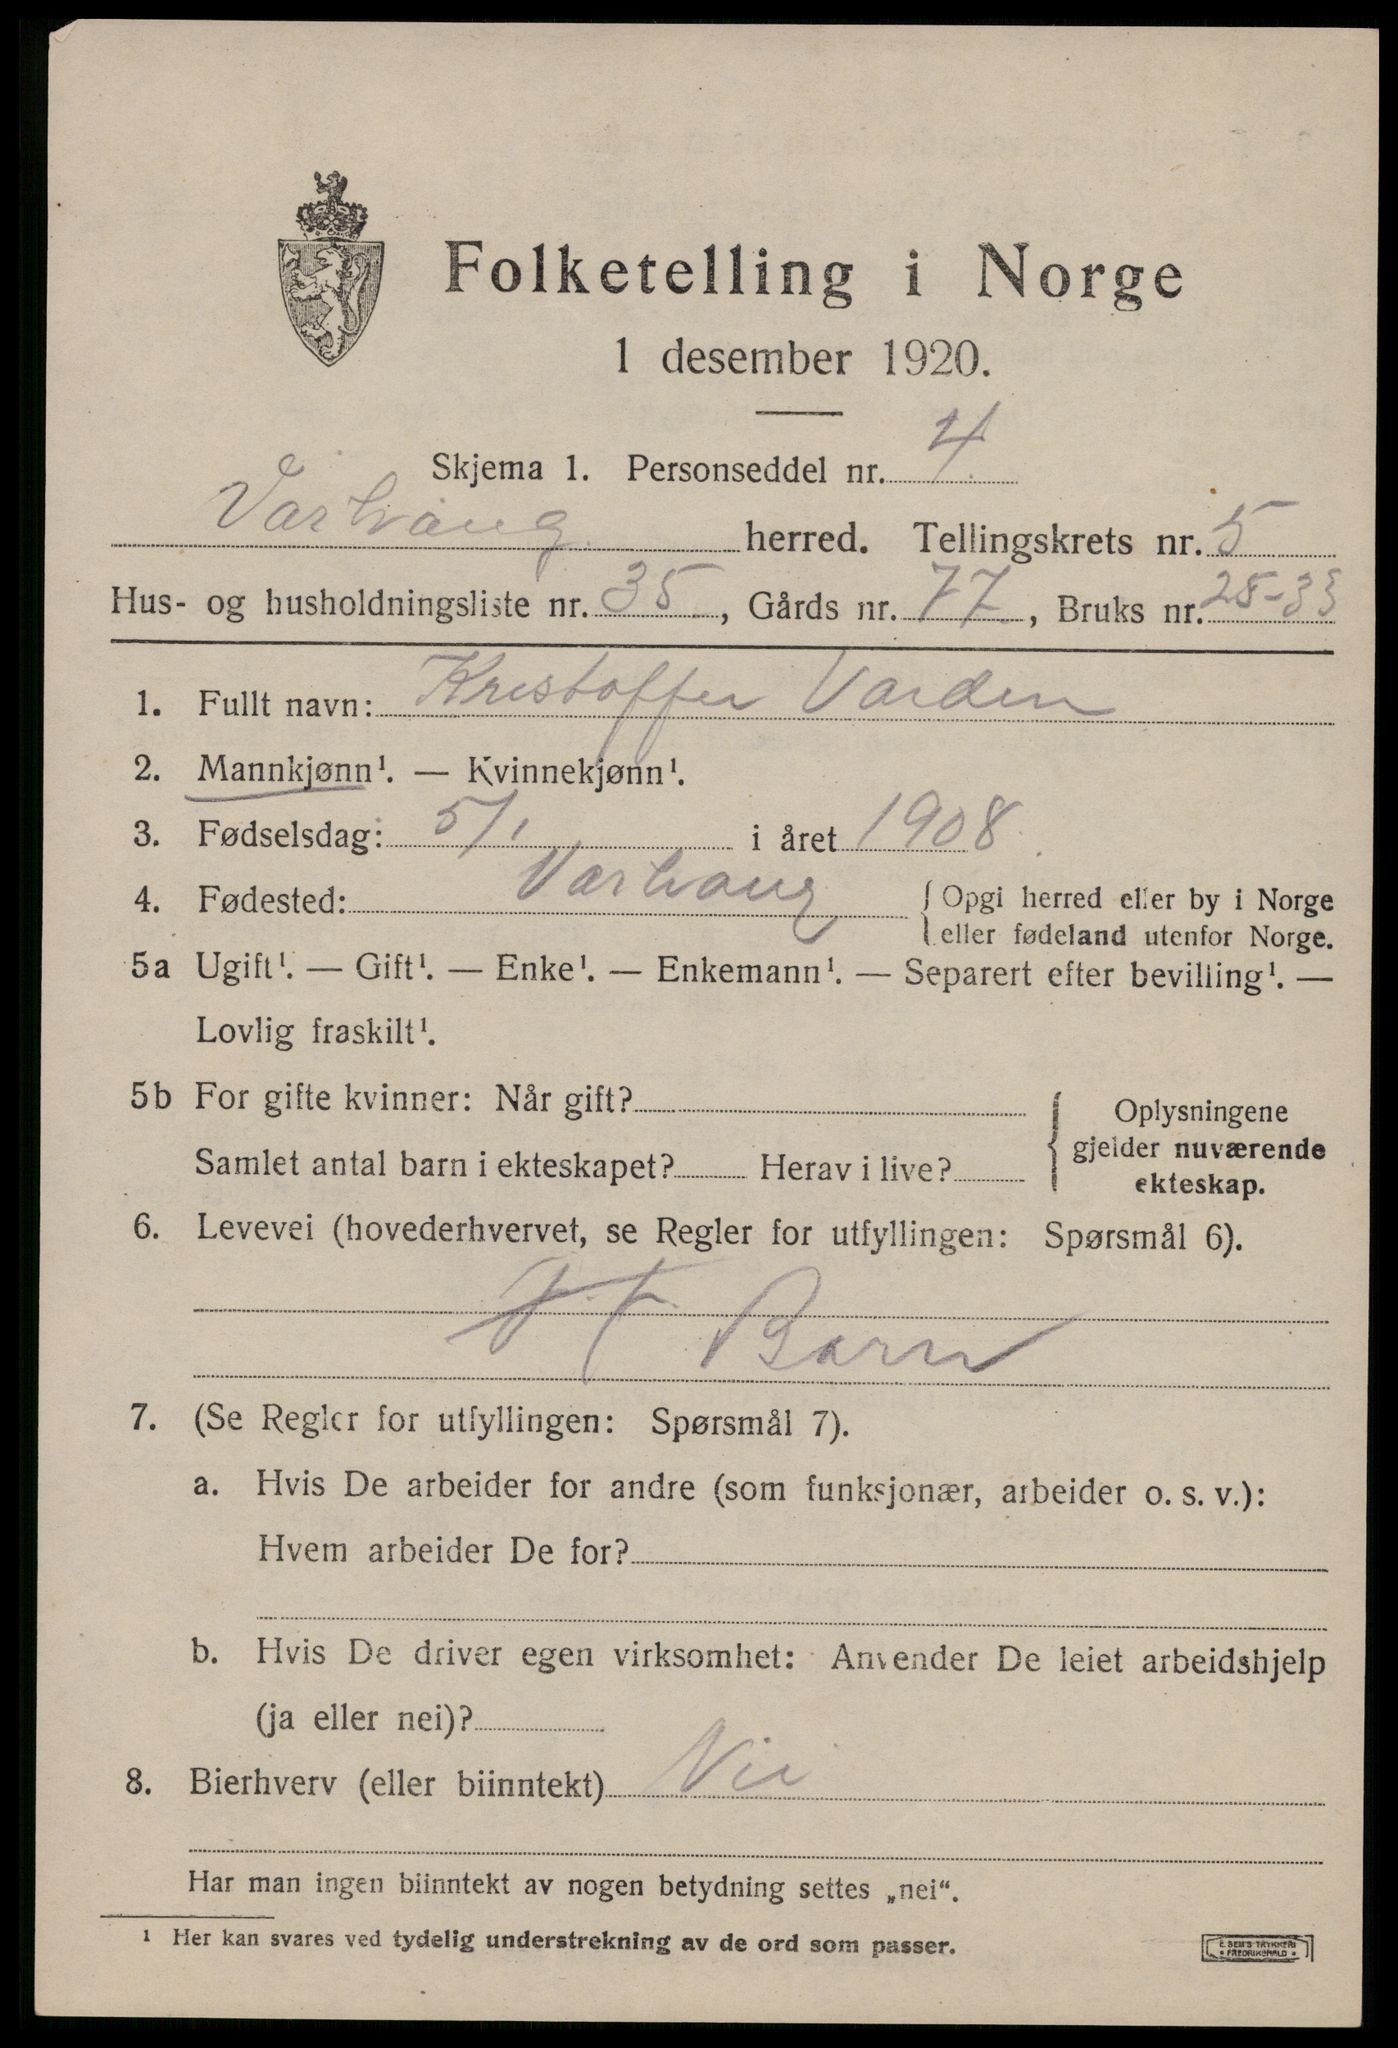 Folketelling i Norge
1 desember 1920.
Skjema 1. Personseddel nr. 4
Varhaug herred. Tellingskrets nr. 5
Hus- og husholdningsliste nr. 35, Gårds nr. 77, Bruks nr. 28-33
1. Fullt navn: Kristoffer Varden
2. Mannkjønn¹. — Kvinnekjønn¹.
3. Fødselsdag: 5/1 i året 1908.
4. Fødested: Varhaug { Opgi herred eller by i Norge
eller fødeland utenfor Norge.
5a Ugift¹. — Gift¹. — Enke¹. — Enkemann¹. — Separert efter bevilling¹. —
Lovlig fraskilt¹.
5b For gifte kvinner: Når gift? { Oplysningene
gjelder nuværende
Samlet antal barn i ekteskapet? Herav i live? ekteskap.
6. Levevei (hovederhvervet, se Regler for utfyllingen: Spørsmål 6).
Barn
7. (Se Regler for utfyllingen: Spørsmål 7).
a. Hvis De arbeider for andre (som funksjonær, arbeider o. s. v.):
Hvem arbeider De for?
b. Hvis De driver egen virksomhet: Anvender De leiet arbeidshjelp
(ja eller nei)?
8. Bierhverv (eller biinntekt) Nei
Har man ingen biinntekt av nogen betydning settes „nei“.
¹ Her kan svares ved tydelig understrekning av de ord som passer.
E. SEM'S TRYKKERI
• FREDRIKSHALD •